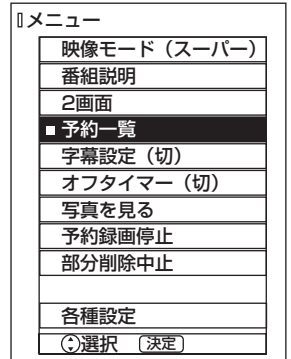 メニュー
映像モード（スーパー）
番組説明
2画面
予約一覧
字幕設定（切）
オフタイマー（切）
写真を見る
予約録画停止
部分削除中止
各種設定
選択 決定